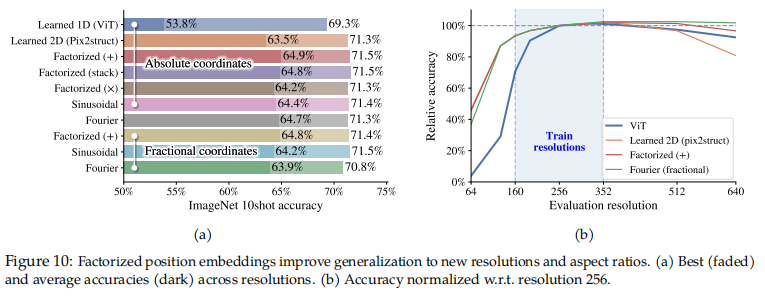 Learned 1D (ViT) 53.8% 69.3%
Learned 2D (Pix2struct) 63.5% 71.3%
Factorized (+) 64.9% 71.5%
Absolute coordinates
Factorized (stack) 64.8% 71.5%
Factorized (×) 64.2% 71.3%
Sinusoidal 64.4% 71.4%
Fourier 64.7% 71.3%
Factorized (+) 64.8% 71.4%
Sinusoidal Fractional coordinates 64.2% 71.5%
Fourier 63.9% 70.8%
50% 55% 60% 65% 70% 75%
ImageNet 10shot accuracy
(a)
Relative accuracy
100%
80%
60%
40%
20%
0%
Train
resolutions
ViT
Learned 2D (pix2struct)
Factorized (+)
Fourier (fractional)
64 160 256 352 512 640
Evaluation resolution
(b)
Figure 10: Factorized position embeddings improve generalization to new resolutions and aspect ratios. (a) Best (faded)
and average accuracies (dark) across resolutions. (b) Accuracy normalized w.r.t. resolution 256.